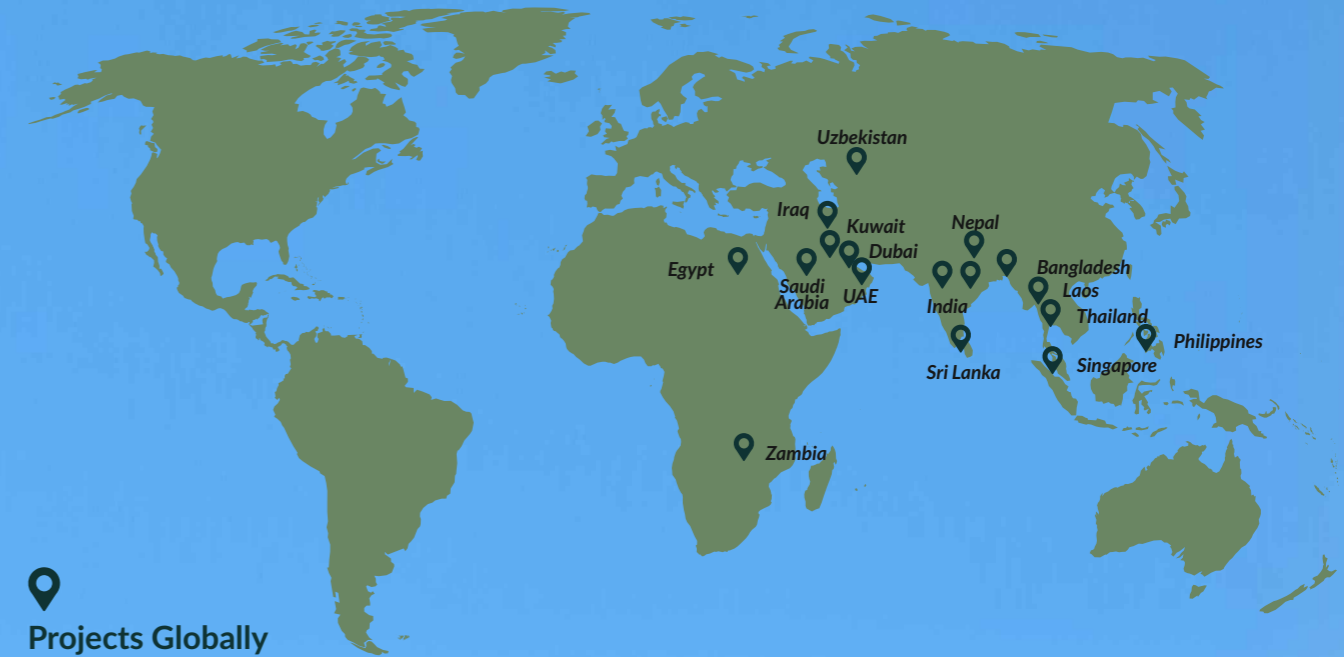 Uzbekistan
Iraq
Kuwait
Nepal
Dubai
Egypt
Bangladesh
Saudi
Arabia
UAE
Laos
India
Thailand
Philippines
Sri Lanka
Singapore
Zambia
Projects Globally